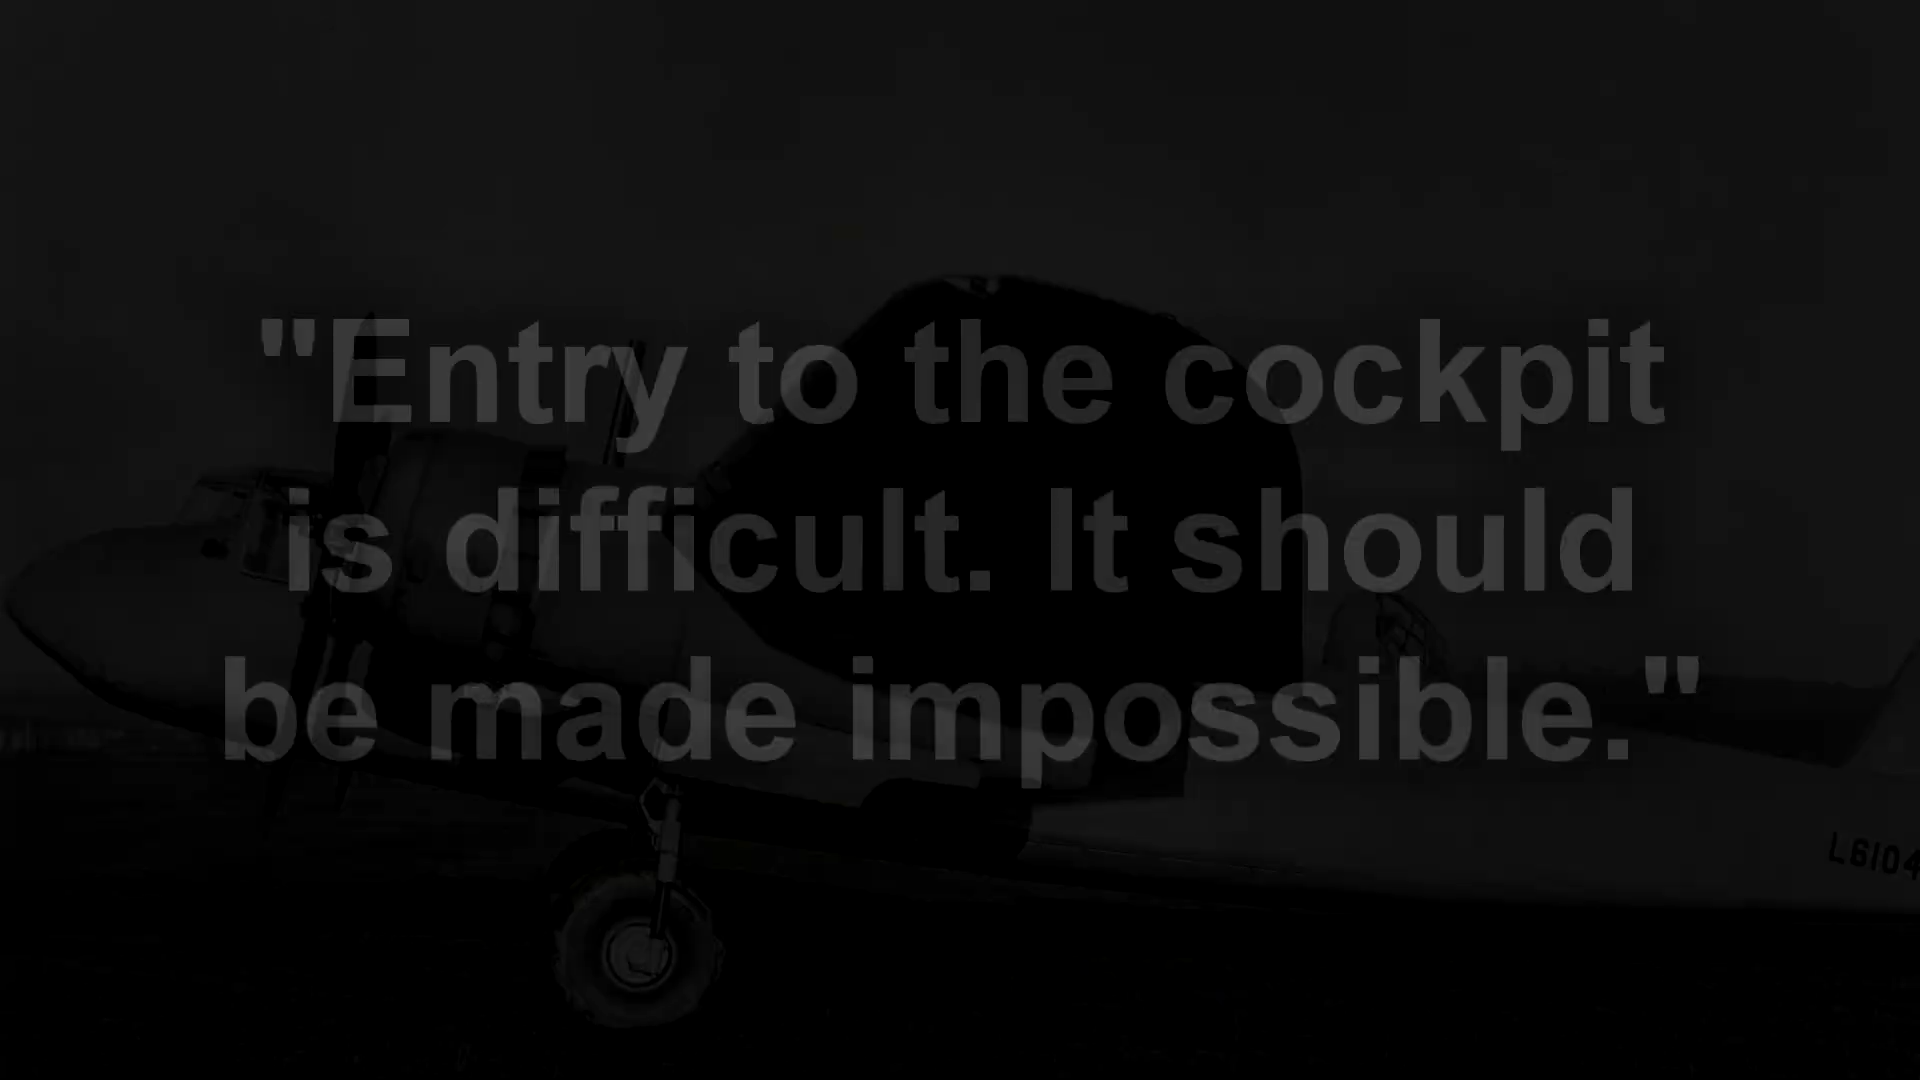 "Entry to the cockpit
is difficult. It should
be made impossible."
L6104